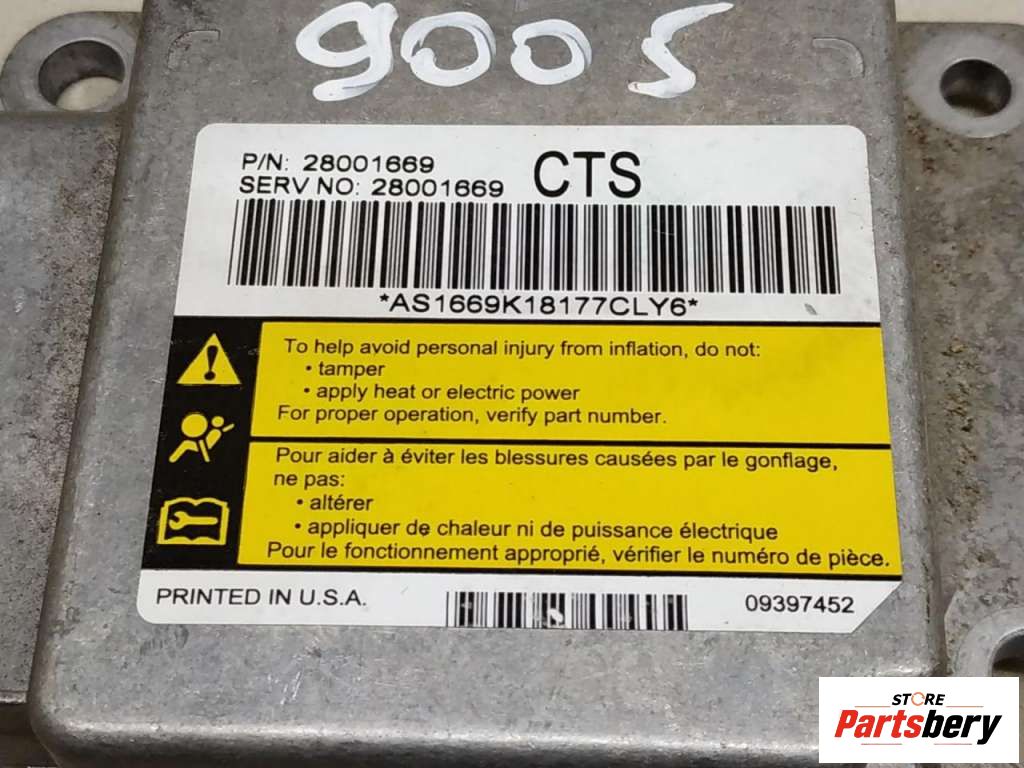 9005
P/N: 28001669 CTS
SERV NO: 28001669
*AS1669K18177CLY6*
To help avoid personal injury from inflation, do not:
• tamper
• apply heat or electric power
For proper operation, verify part number.
Pour aider à éviter les blessures causées par le gonflage,
ne pas:
• altérer
• appliquer de chaleur ni de puissance électrique
Pour le fonctionnement approprié, vérifier le numéro de pièce.
PRINTED IN U.S.A. 09397452
STORE
Partsbery